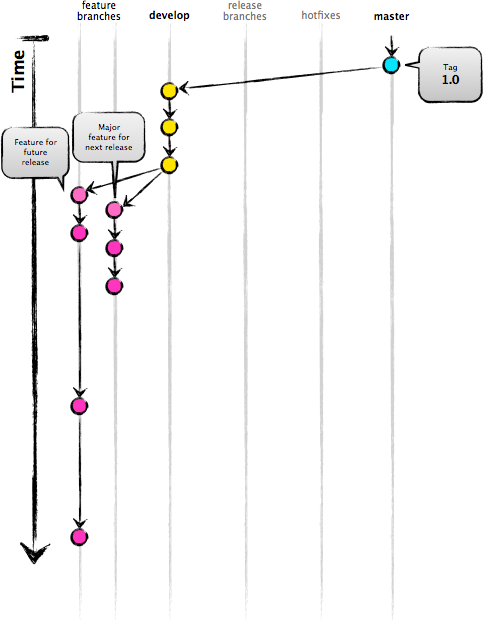 feature
branches
develop
release
branches
hotfixes
master
Time
Tag
1.0
Major
feature for
next release
Feature for
future
release